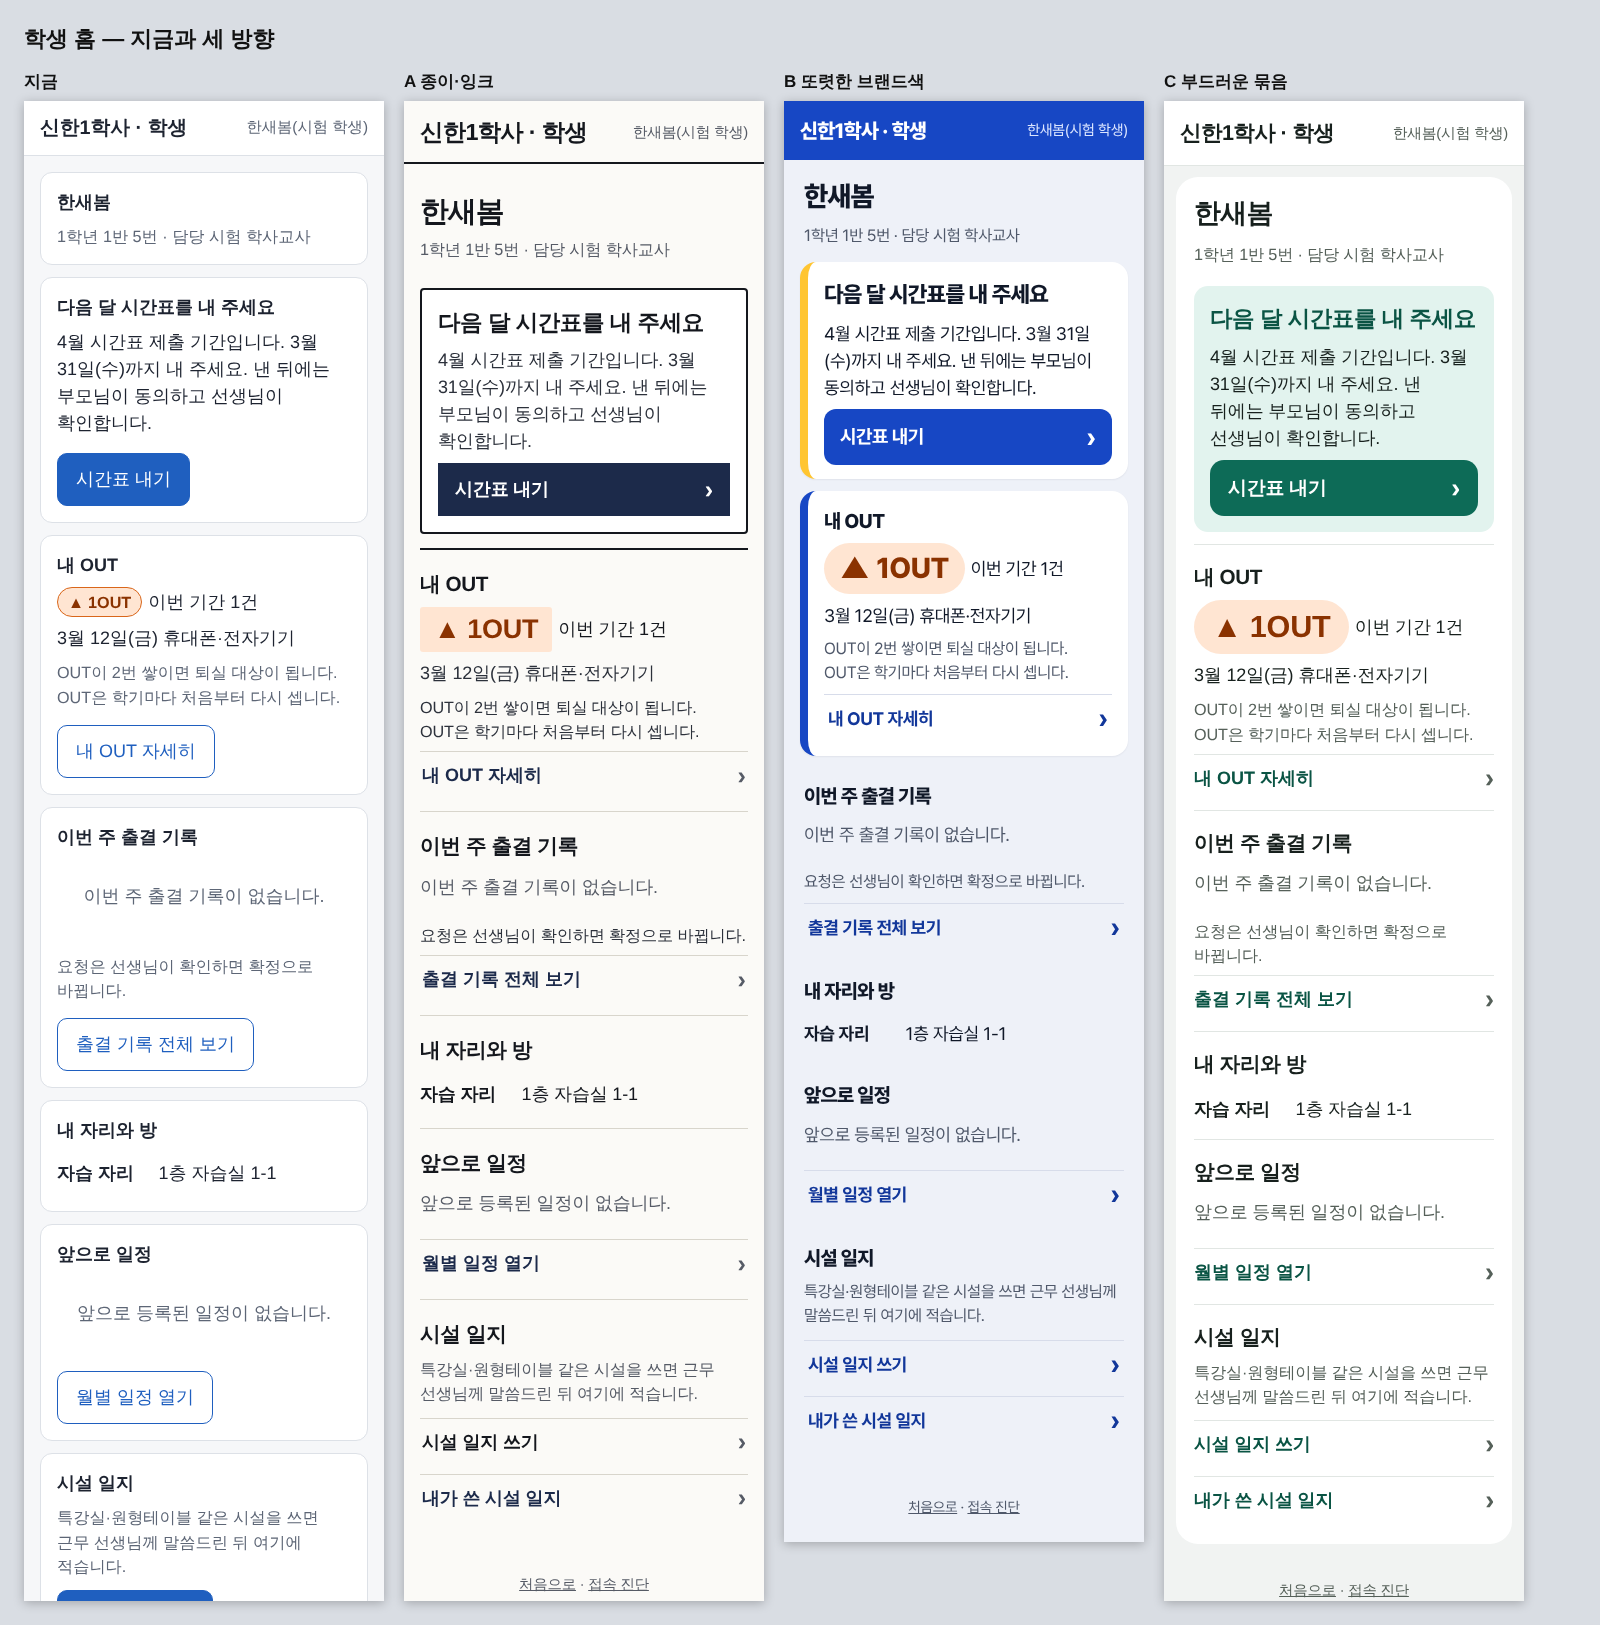 학생 홈 — 지금과 세 방향
지금
신한1학사 · 학생
한새봄(시험 학생)
한새봄
1학년 1반 5번 · 담당 시험 학사교사
다음 달 시간표를 내 주세요
4월 시간표 제출 기간입니다. 3월
31일(수)까지 내 주세요. 낸 뒤에는
부모님이 동의하고 선생님이
확인합니다.
시간표 내기
내 OUT
▲ 1OUT 이번 기간 1건
3월 12일(금) 휴대폰·전자기기
OUT이 2번 쌓이면 퇴실 대상이 됩니다.
OUT은 학기마다 처음부터 다시 셉니다.
내 OUT 자세히
이번 주 출결 기록
이번 주 출결 기록이 없습니다.
요청은 선생님이 확인하면 확정으로
바뀝니다.
출결 기록 전체 보기
내 자리와 방
자습 자리 1층 자습실 1-1
앞으로 일정
앞으로 등록된 일정이 없습니다.
월별 일정 열기
시설 일지
특강실·원형테이블 같은 시설을 쓰면
근무 선생님께 말씀드린 뒤 여기에
적습니다.
A 종이·잉크
신한1학사 · 학생
한새봄(시험 학생)
한새봄
1학년 1반 5번 · 담당 시험 학사교사
다음 달 시간표를 내 주세요
4월 시간표 제출 기간입니다. 3월
31일(수)까지 내 주세요. 낸 뒤에는
부모님이 동의하고 선생님이
확인합니다.
시간표 내기 ›
내 OUT
▲ 1OUT 이번 기간 1건
3월 12일(금) 휴대폰·전자기기
OUT이 2번 쌓이면 퇴실 대상이 됩니다.
OUT은 학기마다 처음부터 다시 셉니다.
내 OUT 자세히 ›
이번 주 출결 기록
이번 주 출결 기록이 없습니다.
요청은 선생님이 확인하면 확정으로 바뀝니다.
출결 기록 전체 보기 ›
내 자리와 방
자습 자리 1층 자습실 1-1
앞으로 일정
앞으로 등록된 일정이 없습니다.
월별 일정 열기 ›
시설 일지
특강실·원형테이블 같은 시설을 쓰면 근무
선생님께 말씀드린 뒤 여기에 적습니다.
시설 일지 쓰기 ›
내가 쓴 시설 일지 ›
처음으로 · 접속 진단
B 또렷한 브랜드색
신한1학사 · 학생
한새봄(시험 학생)
한새봄
1학년 1반 5번 · 담당 시험 학사교사
다음 달 시간표를 내 주세요
4월 시간표 제출 기간입니다. 3월 31일
(수)까지 내 주세요. 낸 뒤에는 부모님이
동의하고 선생님이 확인합니다.
시간표 내기 ›
내 OUT
▲ 1OUT 이번 기간 1건
3월 12일(금) 휴대폰·전자기기
OUT이 2번 쌓이면 퇴실 대상이 됩니다.
OUT은 학기마다 처음부터 다시 셉니다.
내 OUT 자세히 ›
이번 주 출결 기록
이번 주 출결 기록이 없습니다.
요청은 선생님이 확인하면 확정으로 바뀝니다.
출결 기록 전체 보기 ›
내 자리와 방
자습 자리 1층 자습실 1-1
앞으로 일정
앞으로 등록된 일정이 없습니다.
월별 일정 열기 ›
시설 일지
특강실·원형테이블 같은 시설을 쓰면 근무 선생님께
말씀드린 뒤 여기에 적습니다.
시설 일지 쓰기 ›
내가 쓴 시설 일지 ›
처음으로 · 접속 진단
C 부드러운 묶음
신한1학사 · 학생
한새봄(시험 학생)
한새봄
1학년 1반 5번 · 담당 시험 학사교사
다음 달 시간표를 내 주세요
4월 시간표 제출 기간입니다. 3월
31일(수)까지 내 주세요. 낸
뒤에는 부모님이 동의하고
선생님이 확인합니다.
시간표 내기 ›
내 OUT
▲ 1OUT 이번 기간 1건
3월 12일(금) 휴대폰·전자기기
OUT이 2번 쌓이면 퇴실 대상이 됩니다.
OUT은 학기마다 처음부터 다시 셉니다.
내 OUT 자세히 ›
이번 주 출결 기록
이번 주 출결 기록이 없습니다.
요청은 선생님이 확인하면 확정으로
바뀝니다.
출결 기록 전체 보기 ›
내 자리와 방
자습 자리 1층 자습실 1-1
앞으로 일정
앞으로 등록된 일정이 없습니다.
월별 일정 열기 ›
시설 일지
특강실·원형테이블 같은 시설을 쓰면 근무
선생님께 말씀드린 뒤 여기에 적습니다.
시설 일지 쓰기 ›
내가 쓴 시설 일지 ›
처음으로 · 접속 진단